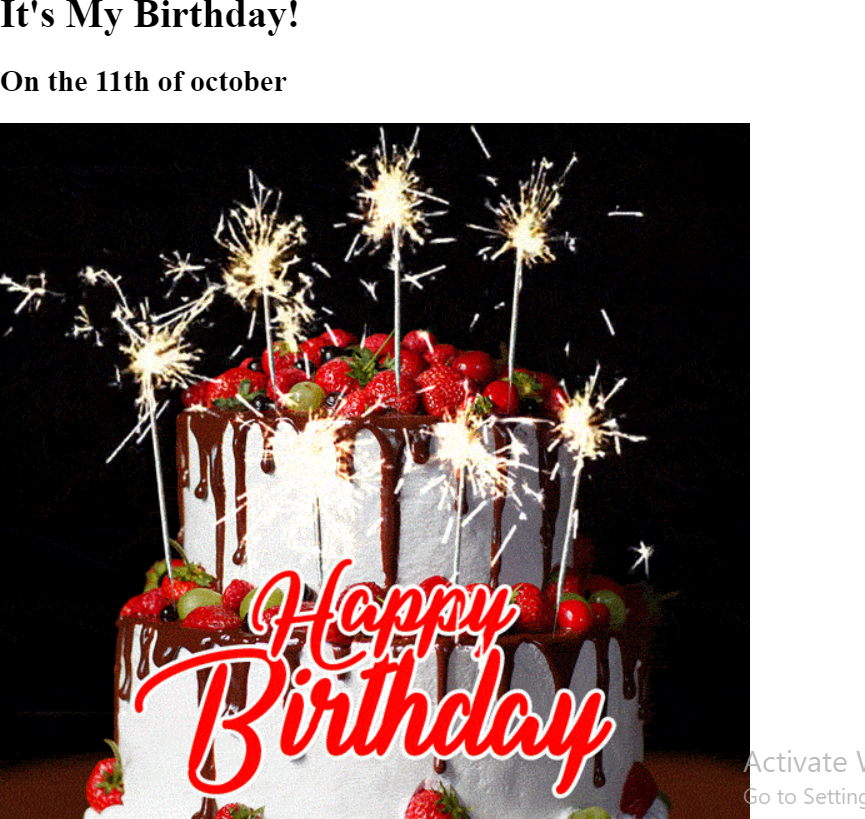 It's My Birthday!
On the 11th of october
Happy
Birthday
Activate
Go to Setting